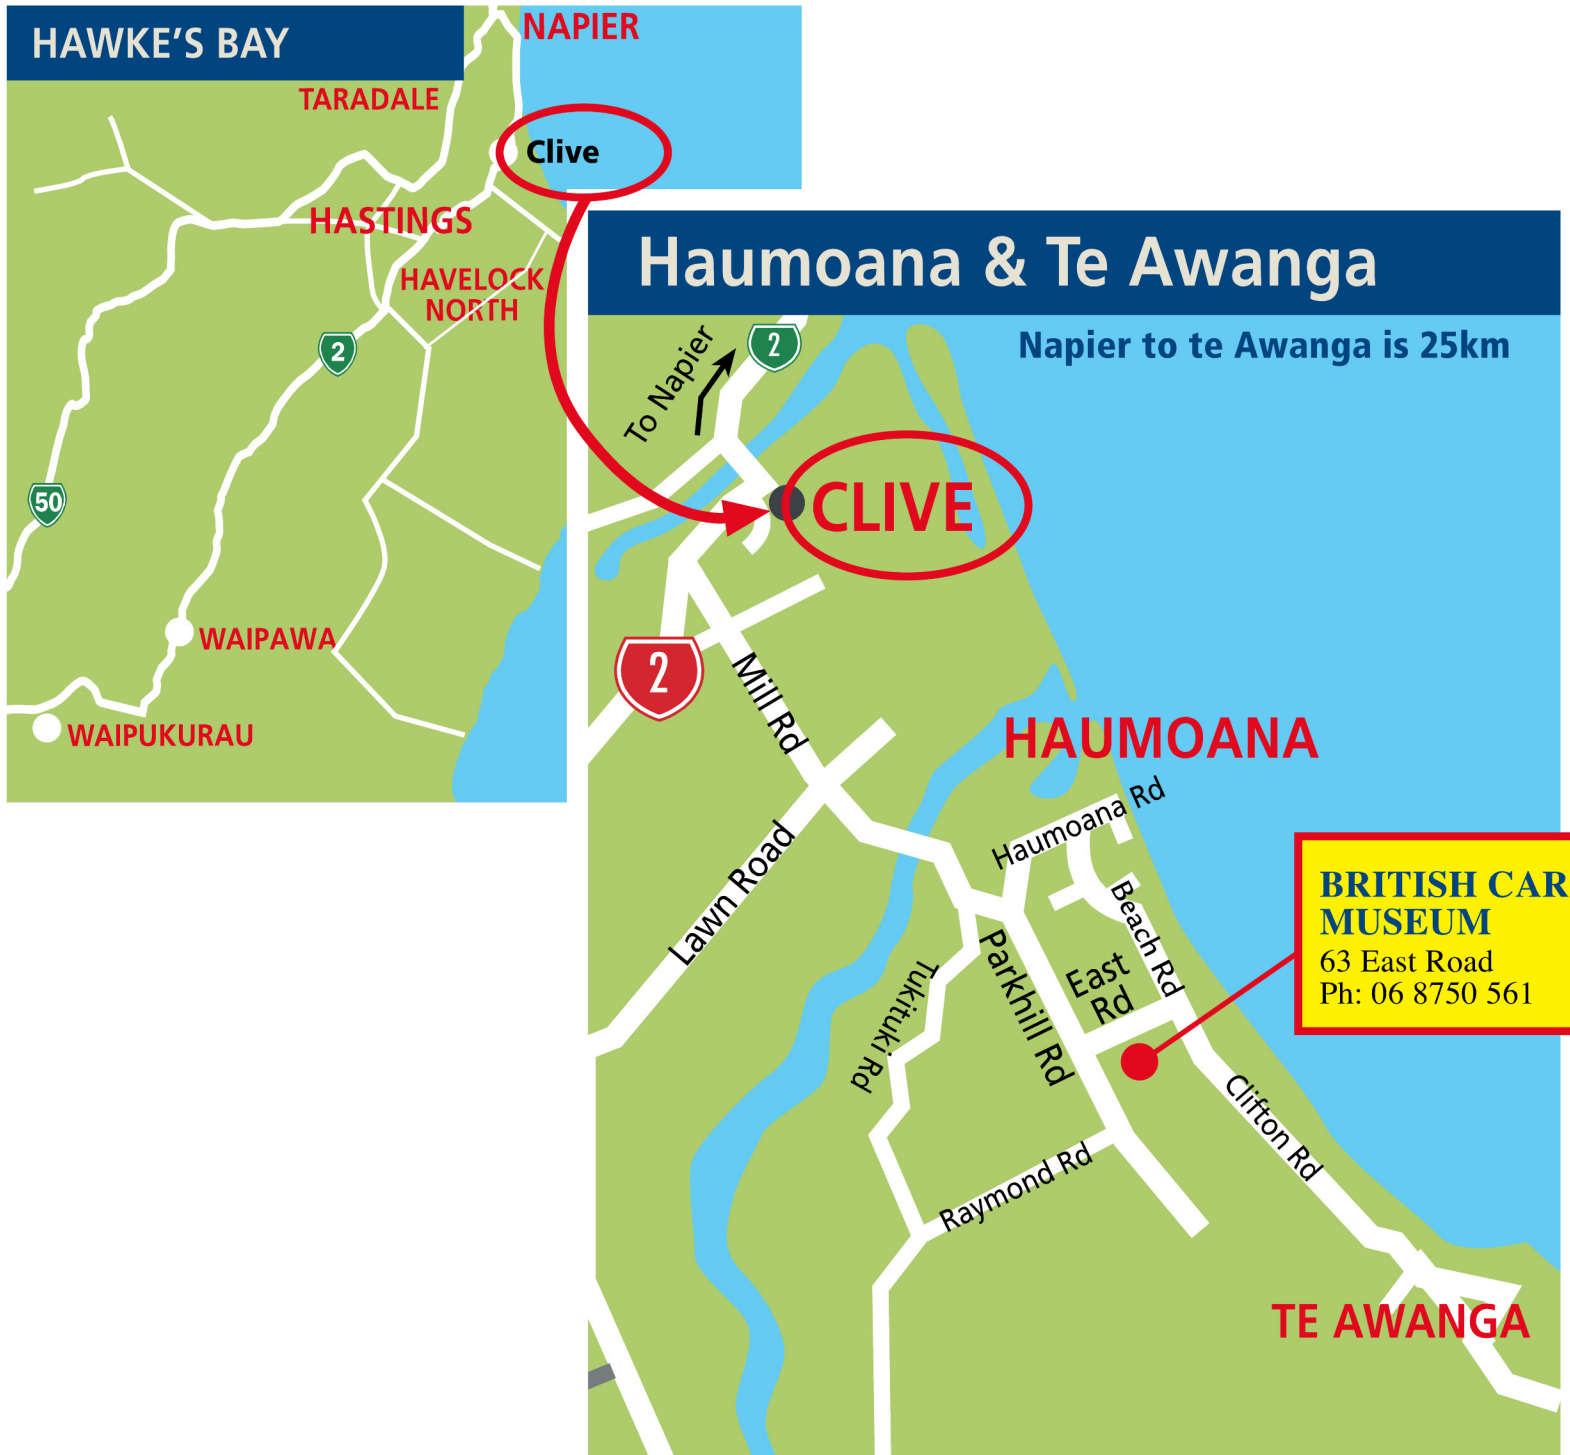 HAWKE'S BAY
NAPIER
TARADALE
Clive
HASTINGS
HAVELOCK
NORTH
2
50
WAIPAWA
WAIPUKURAU
Haumoana & Te Awanga
Napier to te Awanga is 25km
To Napier
2
CLIVE
2
Mill Rd
HAUMOANA
Haumoana Rd
Lawn Road
Beach Rd
BRITISH CAR
MUSEUM
63 East Road
Ph: 06 8750 561
East
Rd
Parkhill Rd
Tukituki Rd
Clifton Rd
Raymond Rd
TE AWANGA